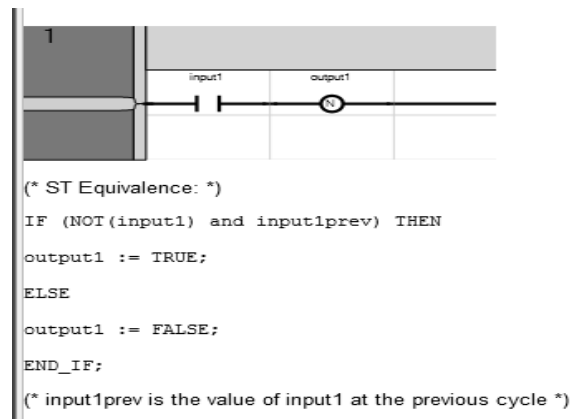 1
input1 output1
N
(* ST Equivalence: *)
IF (NOT(input1) and input1prev) THEN
output1 := TRUE;
ELSE
output1 := FALSE;
END_IF;
(* input1prev is the value of input1 at the previous cycle *)